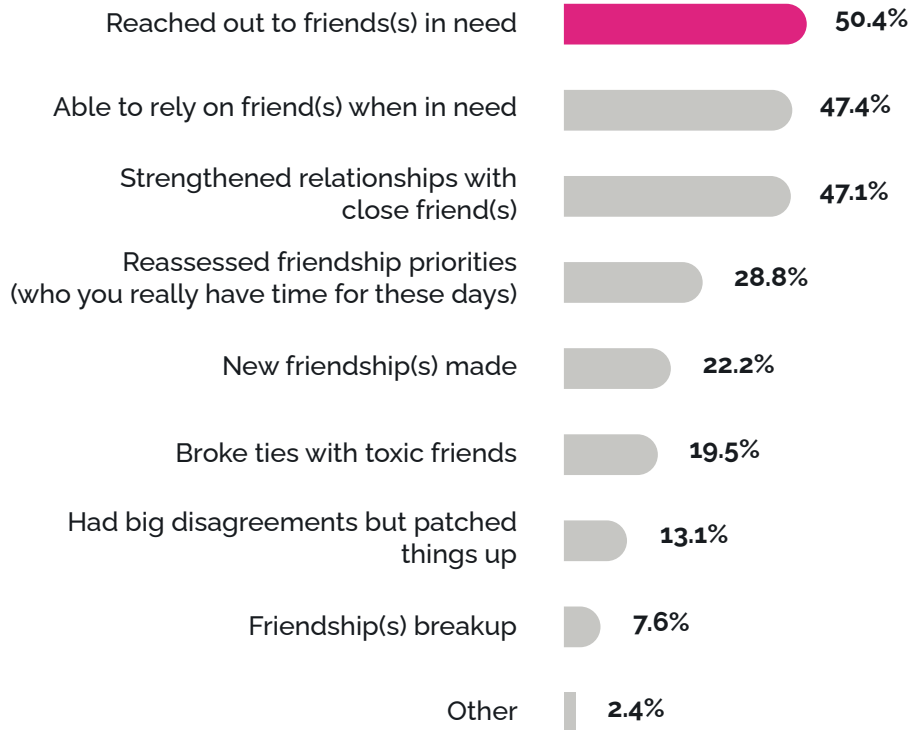 Reached out to friends(s) in need 50.4%
Able to rely on friend(s) when in need 47.4%
Strengthened relationships with
close friend(s) 47.1%
Reassessed friendship priorities
(who you really have time for these days) 28.8%
New friendship(s) made 22.2%
Broke ties with toxic friends 19.5%
Had big disagreements but patched
things up 13.1%
Friendship(s) breakup 7.6%
Other 2.4%